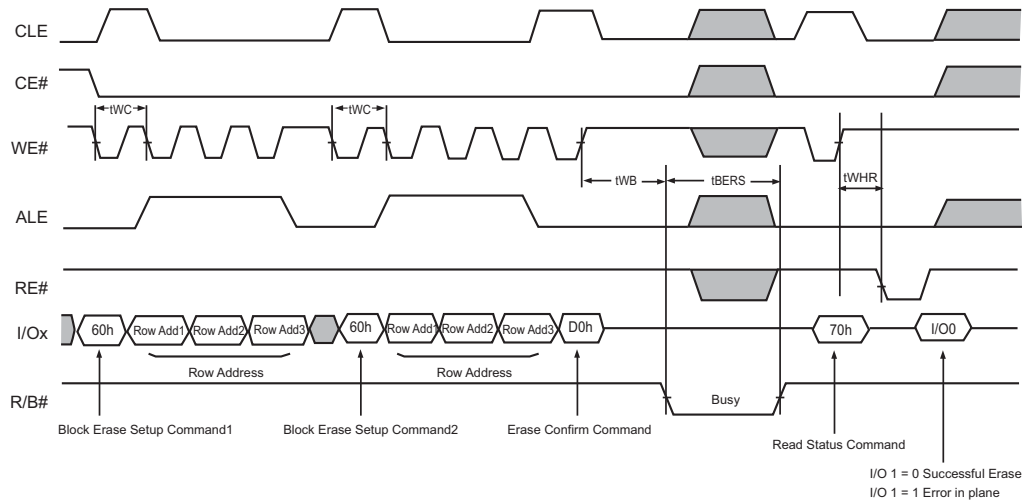 CLE
CE#
tWC
tWC
WE#
tWB
tBERS
tWHR
ALE
RE#
I/Ox
60h
Row Add1
Row Add2
Row Add3
60h
Row Add1
Row Add2
Row Add3
D0h
70h
I/O0
Row Address
Row Address
R/B#
Busy
Block Erase Setup Command1
Block Erase Setup Command2
Erase Confirm Command
Read Status Command
I/O 1 = 0 Successful Erase
I/O 1 = 1 Error in plane